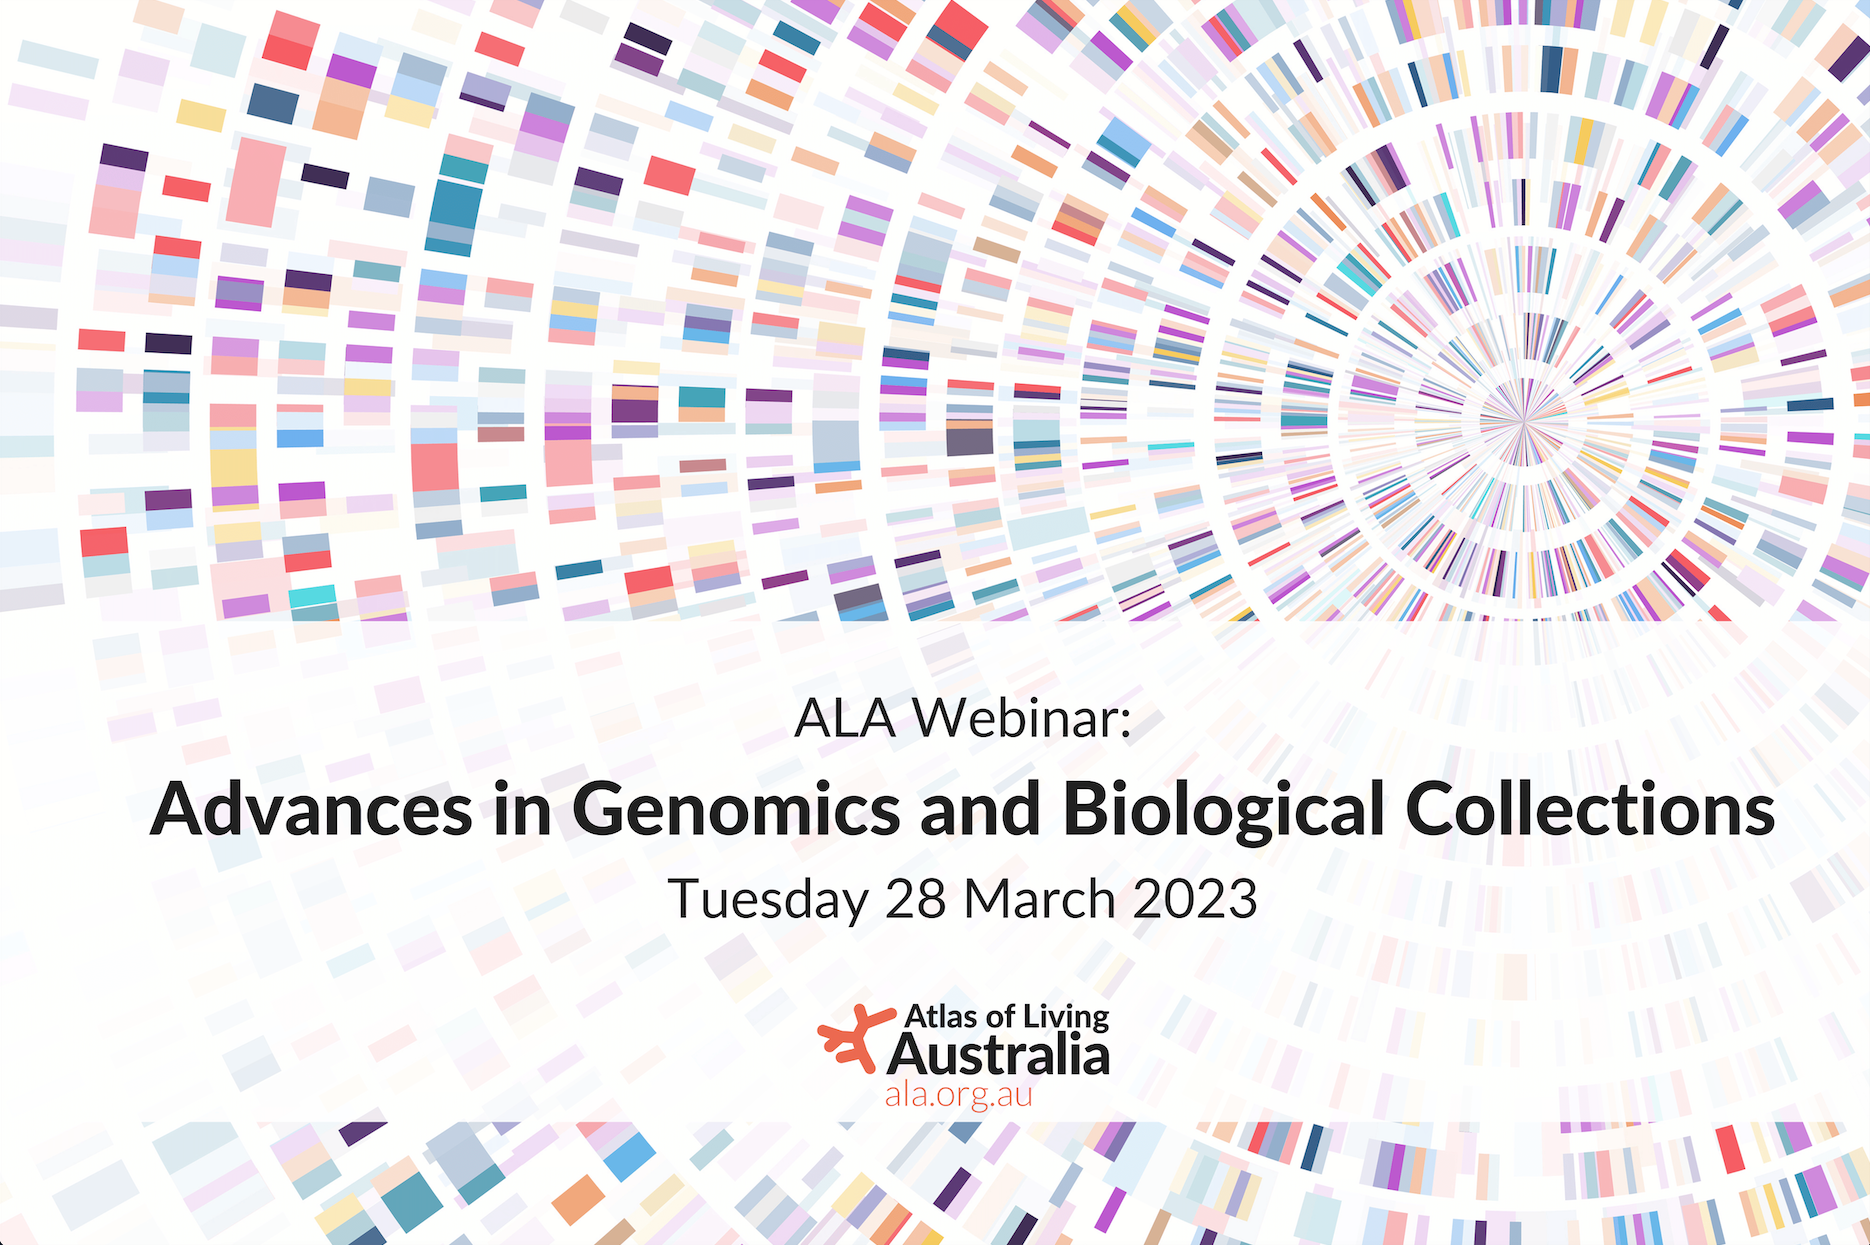 ALA Webinar:
Advances in Genomics and Biological Collections
Tuesday 28 March 2023
Atlas of Living
Australia
ala.org.au